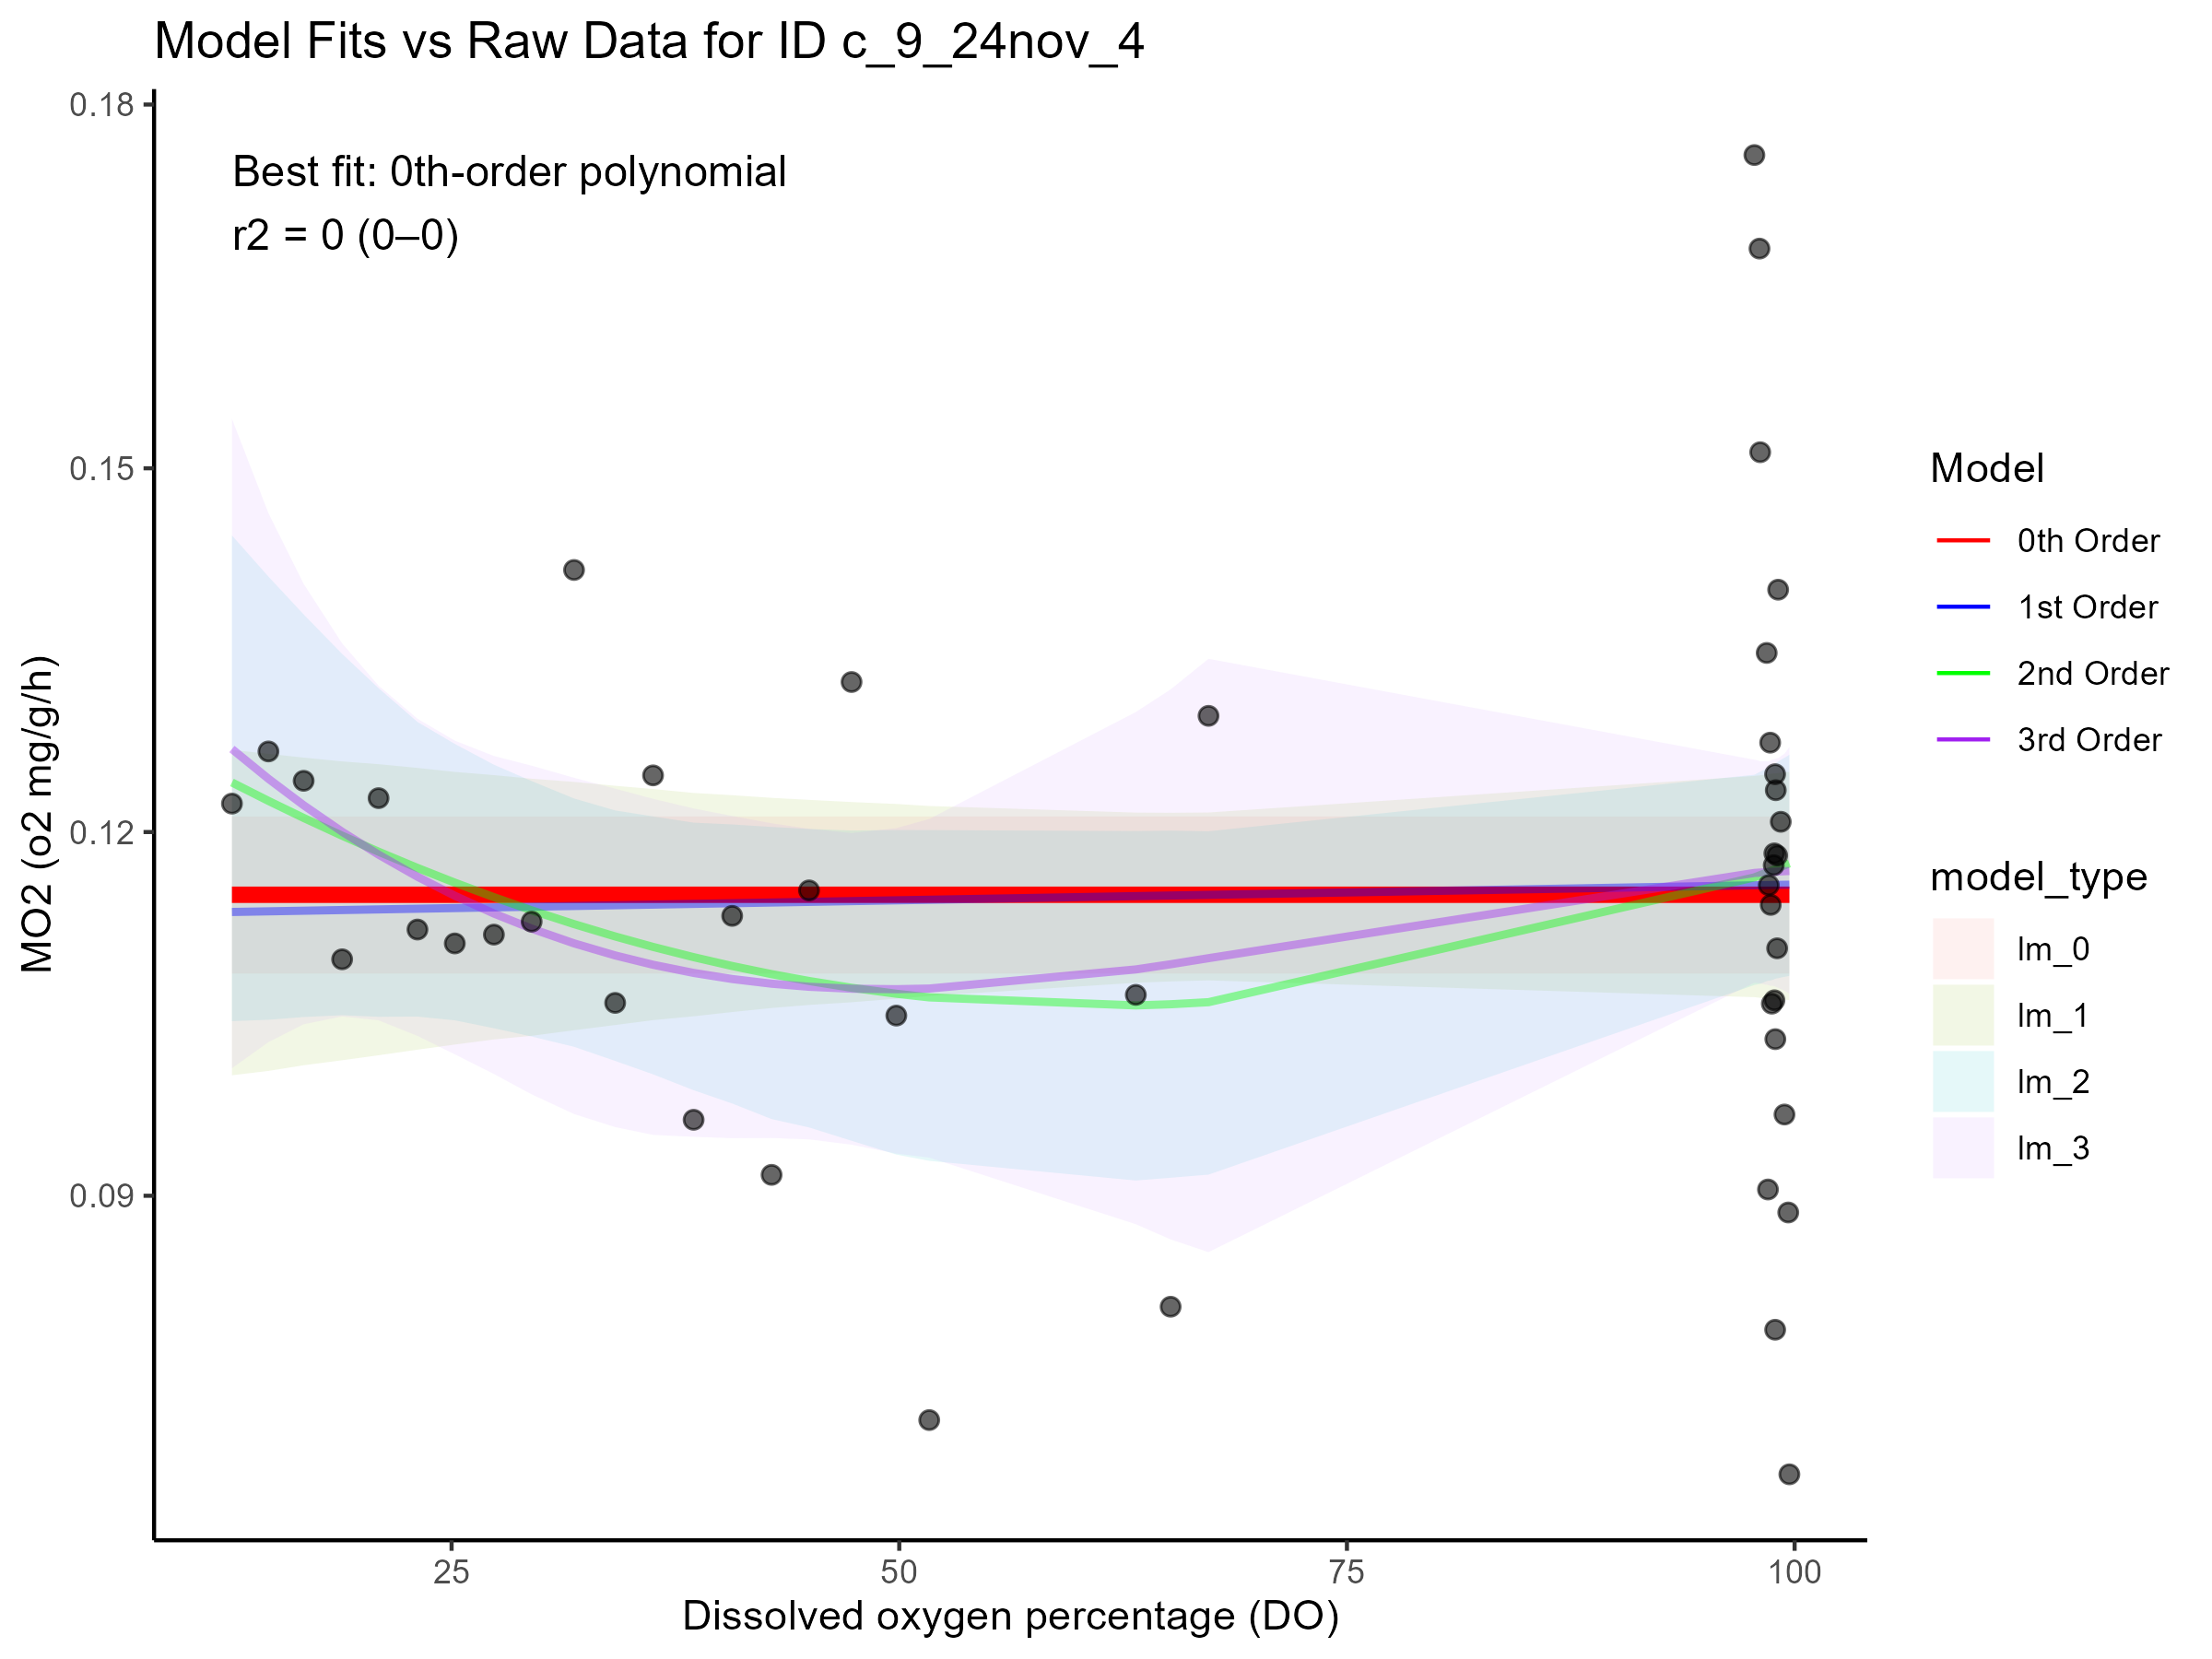 Model Fits vs Raw Data for ID c_9_24nov_4
Best fit: 0th-order polynomial
r2 = 0 (0–0)
0.18
0.15
0.12
0.09
MO2 (o2 mg/g/h)
25
50
75
100
Dissolved oxygen percentage (DO)
Model
0th Order
1st Order
2nd Order
3rd Order
model_type
lm_0
lm_1
lm_2
lm_3